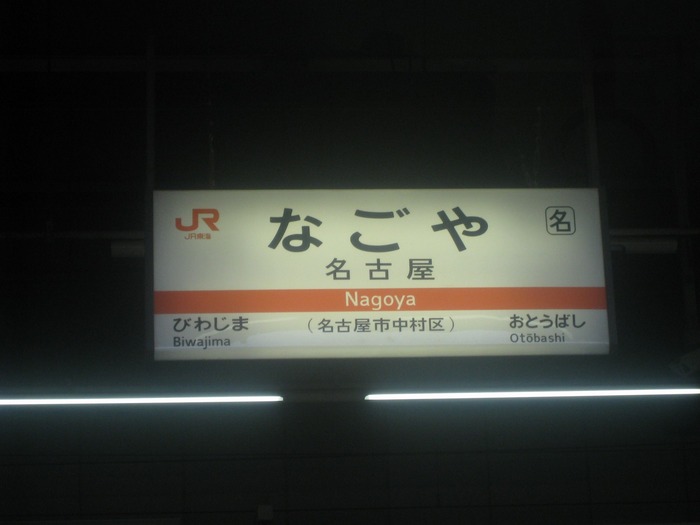 JR
JR東海
なごや
名
名古屋
Nagoya
びわじま
Biwajima
（名古屋市中村区）
おとうばし
Otōbashi